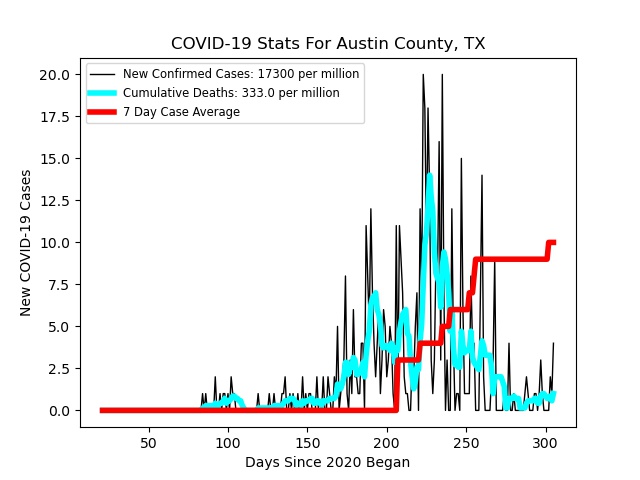 COVID-19 Stats For Austin County, TX
New Confirmed Cases: 17300 per million
Cumulative Deaths: 333.0 per million
7 Day Case Average
20.0
17.5
15.0
12.5
10.0
7.5
5.0
2.5
0.0
New COVID-19 Cases
50 100 150 200 250 300
Days Since 2020 Began